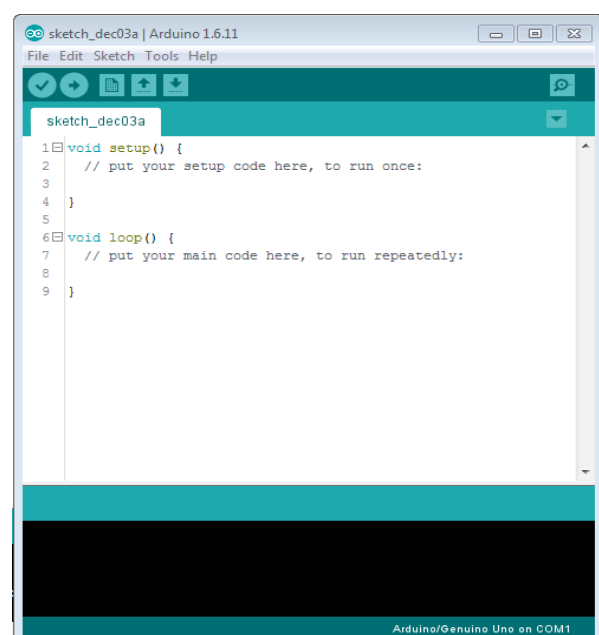 sketch_dec03a | Arduino 1.6.11
File Edit Sketch Tools Help
sketch_dec03a
1 void setup() {
2 // put your setup code here, to run once:
3
4 }
5
6 void loop() {
7 // put your main code here, to run repeatedly:
8
9 }
Arduino/Genuino Uno on COM1